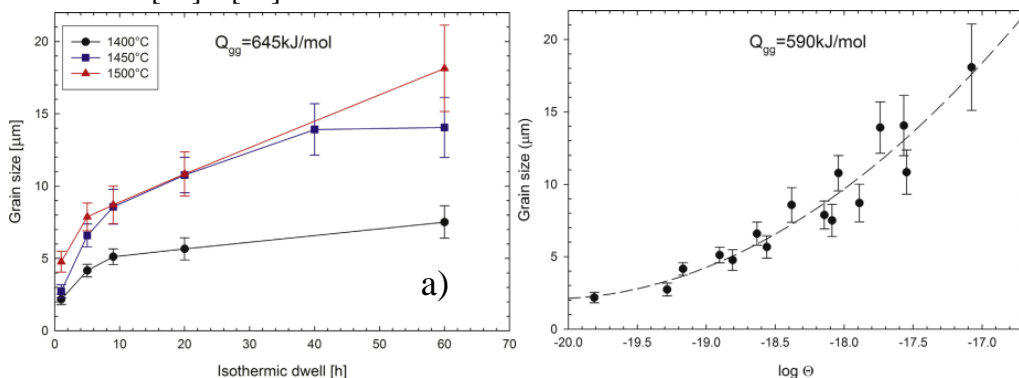 1400°C
1450°C
1500°C
Q_gg=645kJ/mol
Grain size [µm]
20
15
10
5
0
0 10 20 30 40 50 60 70
Isothermic dwell [h]
a)
Q_gg=590kJ/mol
Grain size (µm)
20
15
10
5
0
-20.0 -19.5 -19.0 -18.5 -18.0 -17.5 -17.0
log Θ